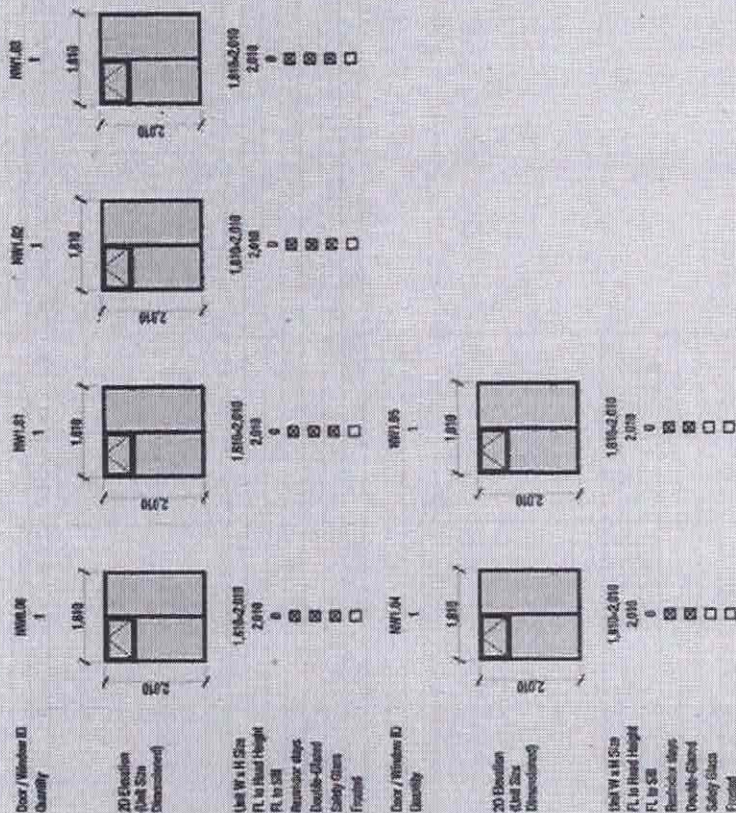 Door / Window ID NW1.01 NW1.02 NW1.03
Quantity 1 1 1 1
1,810 1,810 1,810 1,810
2D Elevation
(Unit Size
Dimensioned)
2,010 2,010 2,010 2,010
Unit W x H Size 1,810×2,010 1,810×2,010 1,810×2,010 1,810×2,010
FL to Head Height 2,010 2,010 2,010 2,010
FL to Sill 0 0 0 0
Restrictor stays
Double-Glazed
Safety Glass
Frosted
Door / Window ID NW1.04 NW1.05
Quantity 1 1
1,810 1,810
2D Elevation
(Unit Size
Dimensioned)
2,010 2,010
Unit W x H Size 1,810×2,010 1,810×2,010
FL to Head Height 2,010 2,010
FL to Sill 0 0
Restrictor stays
Double-Glazed
Safety Glass
Frosted